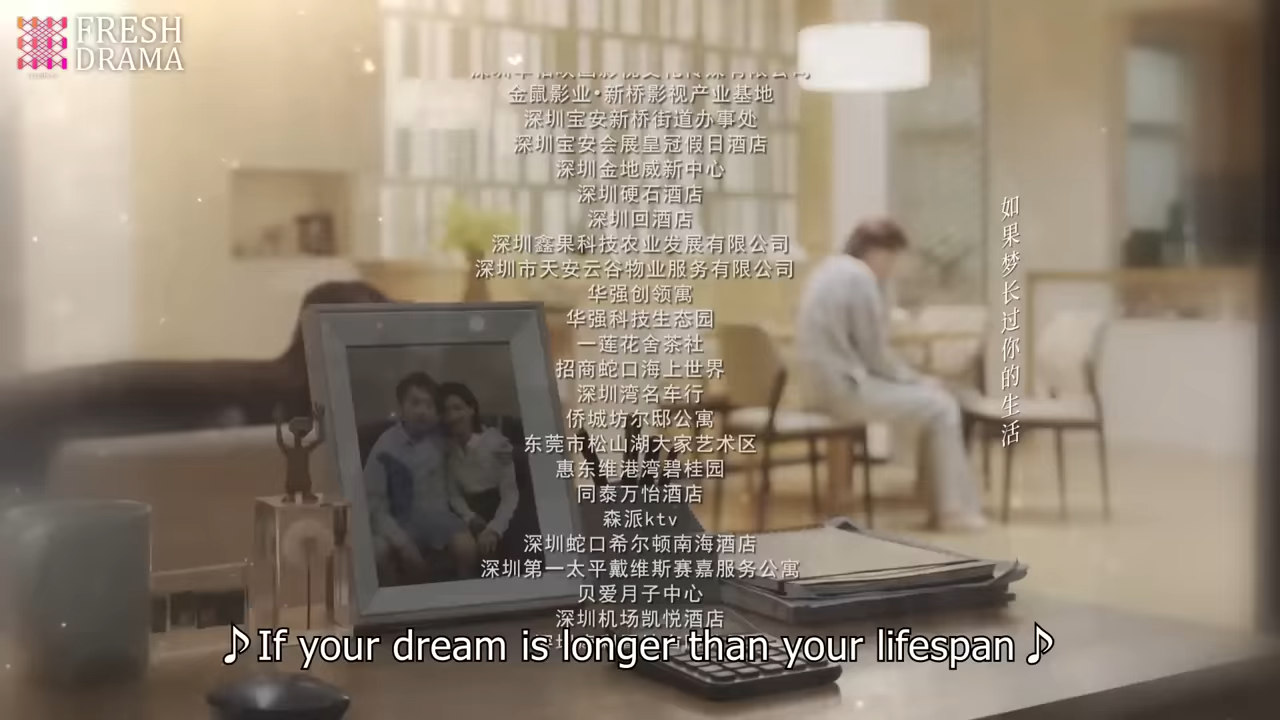 FRESH
DRAMA
金鼠影业•新桥影视产业基地
深圳宝安新桥街道办事处
深圳宝安会展皇冠假日酒店
深圳金地威新中心
深圳硬石酒店
深圳回酒店
深圳鑫果科技农业发展有限公司
深圳市天安云谷物业服务有限公司
华强创领寓
华强科技生态园
一莲花舍茶社
招商蛇口海上世界
深圳湾名车行
侨城坊尔邸公寓
东莞市松山湖大家艺术区
惠东维港湾碧桂园
同泰万怡酒店
森派ktv
深圳蛇口希尔顿南海酒店
深圳第一太平戴维斯赛嘉服务公寓
贝爱月子中心
深圳机场凯悦酒店
如果梦长过你的生活
♪If your dream is longer than your lifespan♪